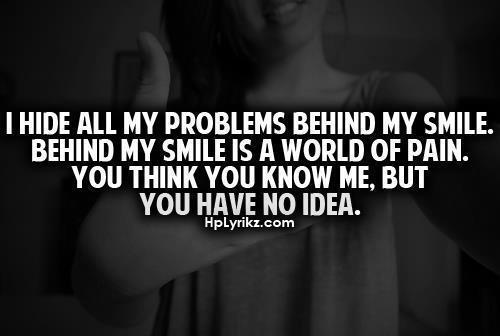 I HIDE ALL MY PROBLEMS BEHIND MY SMILE.
BEHIND MY SMILE IS A WORLD OF PAIN.
YOU THINK YOU KNOW ME, BUT
YOU HAVE NO IDEA.
HpLyrikz.com